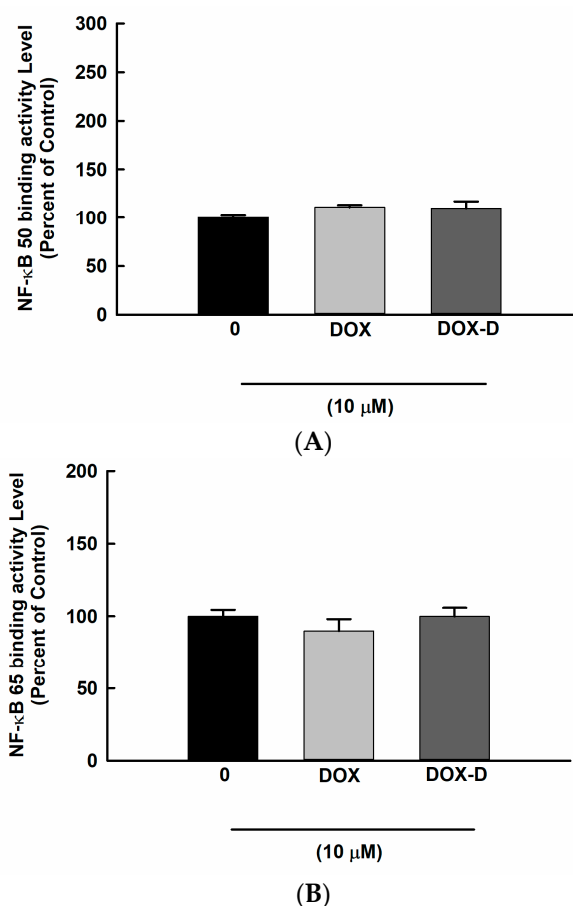 NF-κB 50 binding activity Level
(Percent of Control)
300
250
200
150
100
50
0
0 DOX DOX-D
(10 μM)
(A)
NF-κB 65 binding activity Level
(Percent of Control)
200
150
100
50
0
0 DOX DOX-D
(10 μM)
(B)